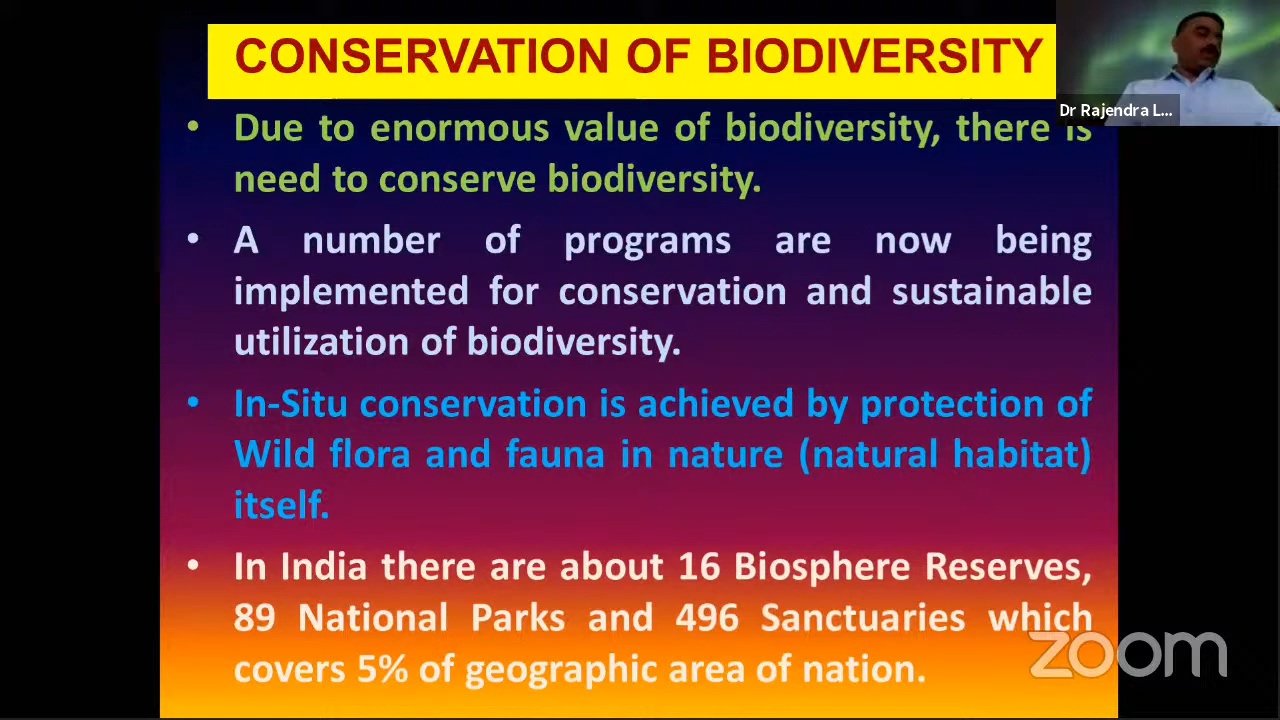 CONSERVATION OF BIODIVERSITY
Dr Rajendra L...
• Due to enormous value of biodiversity, there is
need to conserve biodiversity.
• A number of programs are now being
implemented for conservation and sustainable
utilization of biodiversity.
• In-Situ conservation is achieved by protection of
Wild flora and fauna in nature (natural habitat)
itself.
• In India there are about 16 Biosphere Reserves,
89 National Parks and 496 Sanctuaries which
covers 5% of geographic area of nation.
zoom